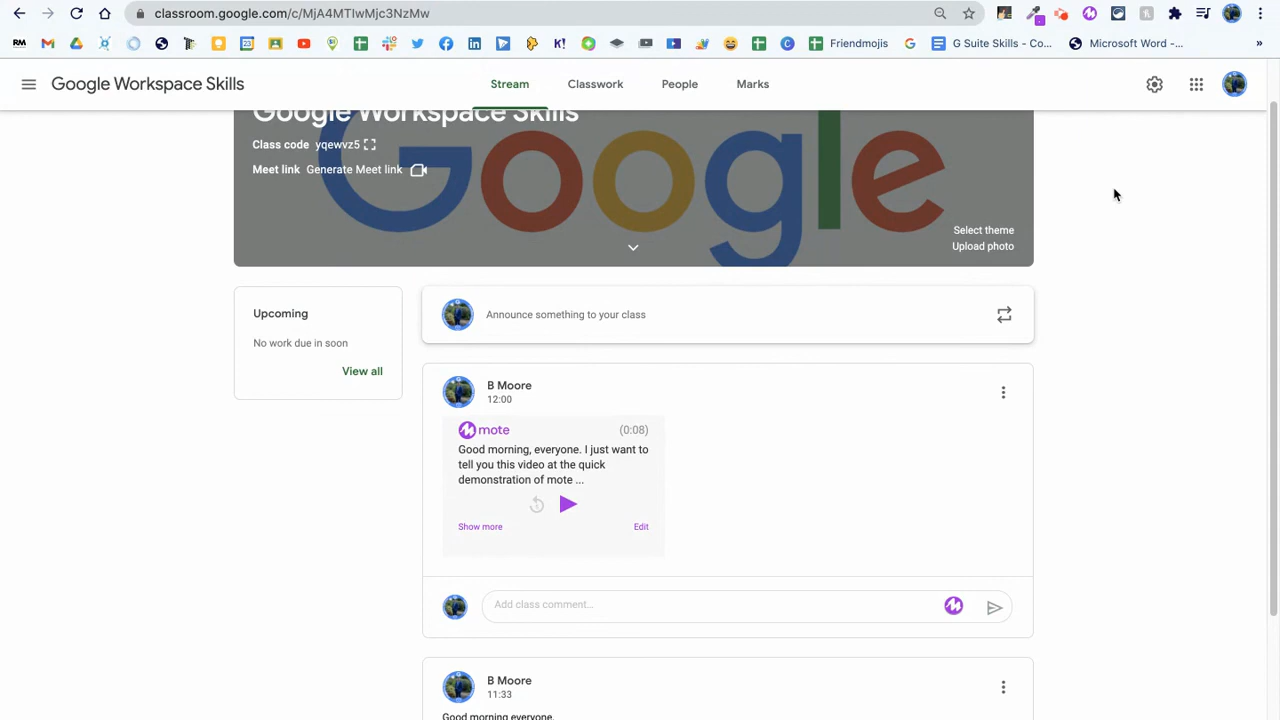 classroom.google.com/c/MjA4MTIwMjc3NzMw
Friendmojis
G Suite Skills - Co...
Microsoft Word -...
»
Google Workspace Skills
Stream
Classwork
People
Marks
Google Workspace Skills
Class code yqewvz5
Meet link Generate Meet link
Google
Select theme
Upload photo
Upcoming
No work due in soon
View all
Announce something to your class
B Moore
12:00
mote (0:08)
Good morning, everyone. I just want to
tell you this video at the quick
demonstration of mote ...
Show more
Edit
Add class comment...
B Moore
11:33
Good morning everyone.